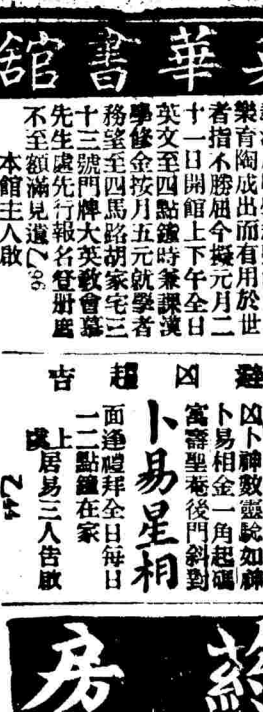 華書館
樂育陶成出而有用於世
者指不勝屈今擬元月二
十一日開館上下午全日
英文至四點鐘時兼課漢
學修金按月五元就學者
務望至四馬路胡家宅三
十三號門牌大英教會慕
先生處先行報名登册庶
不至額滿見遺
本館主人啟
趨吉
凶
凶卜神數靈驗如神
卜易相金一角起碼
寓壽聖菴後門斜對
卜易星相
面逢禮拜全日每日
一二點鐘在家
上
居易三人告啟
葯房